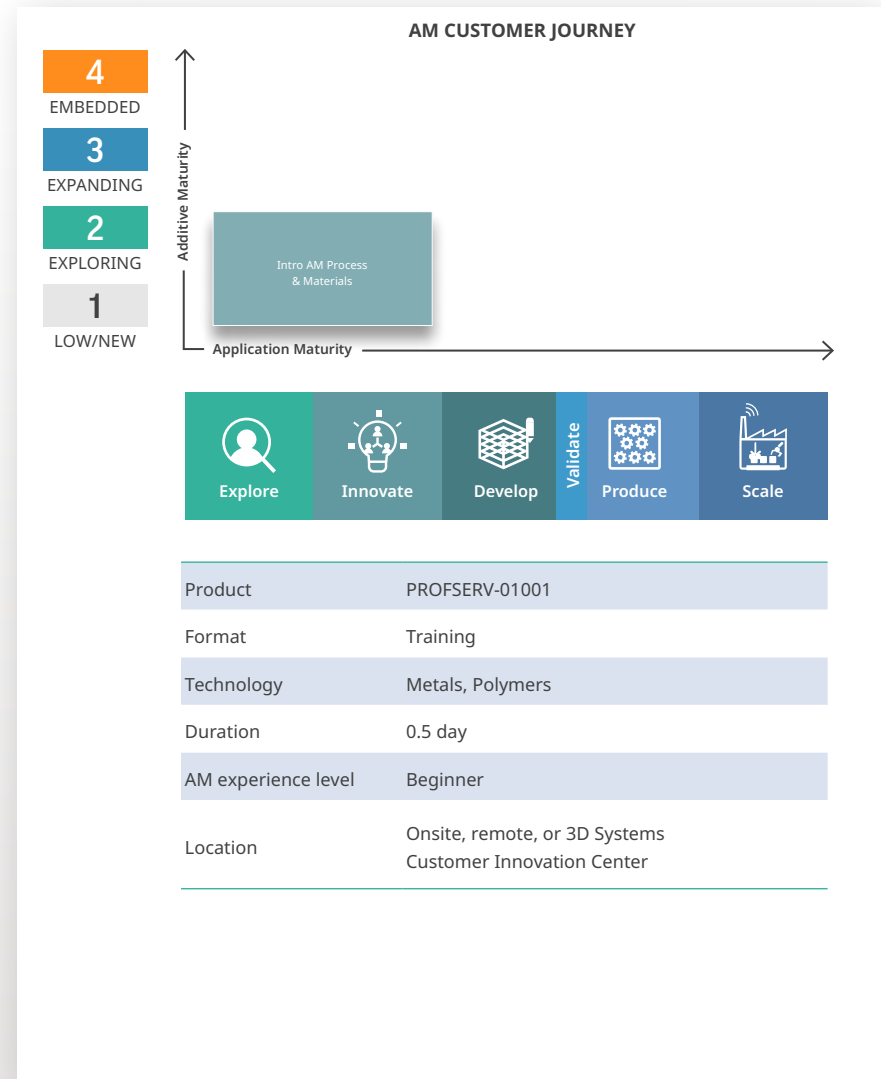 AM CUSTOMER JOURNEY
4
EMBEDDED
3
EXPANDING
2
EXPLORING
1
LOW/NEW
Additive Maturity
Intro AM Process
& Materials
Application Maturity
Explore
Innovate
Develop
Validate
Produce
Scale
Product PROFSERV-01001
Format Training
Technology Metals, Polymers
Duration 0.5 day
AM experience level Beginner
Location Onsite, remote, or 3D Systems
Customer Innovation Center